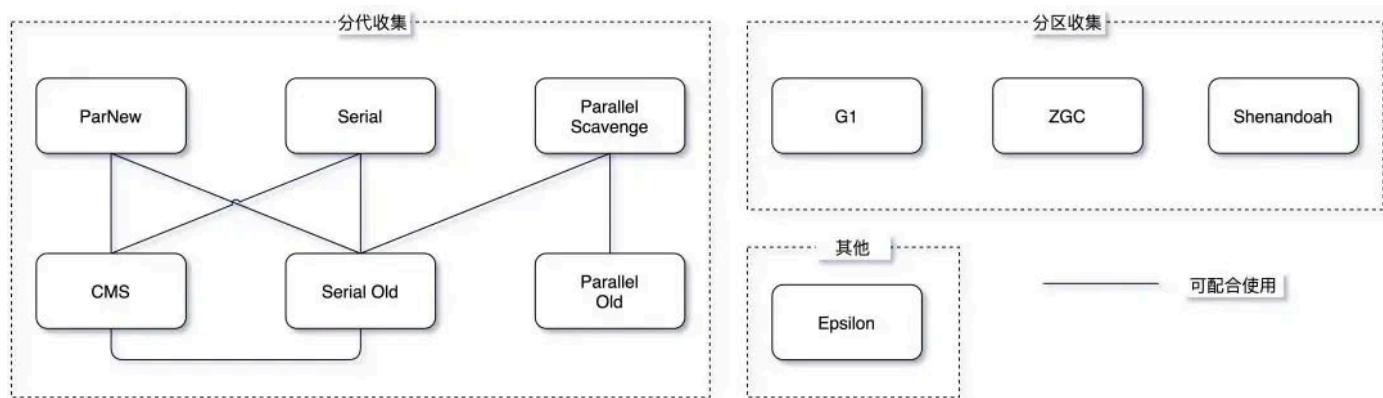 分代收集
分区收集
ParNew
Serial
Parallel
Scavenge
G1
ZGC
Shenandoah
CMS
Serial Old
Parallel
Old
其他
Epsilon
可配合使用